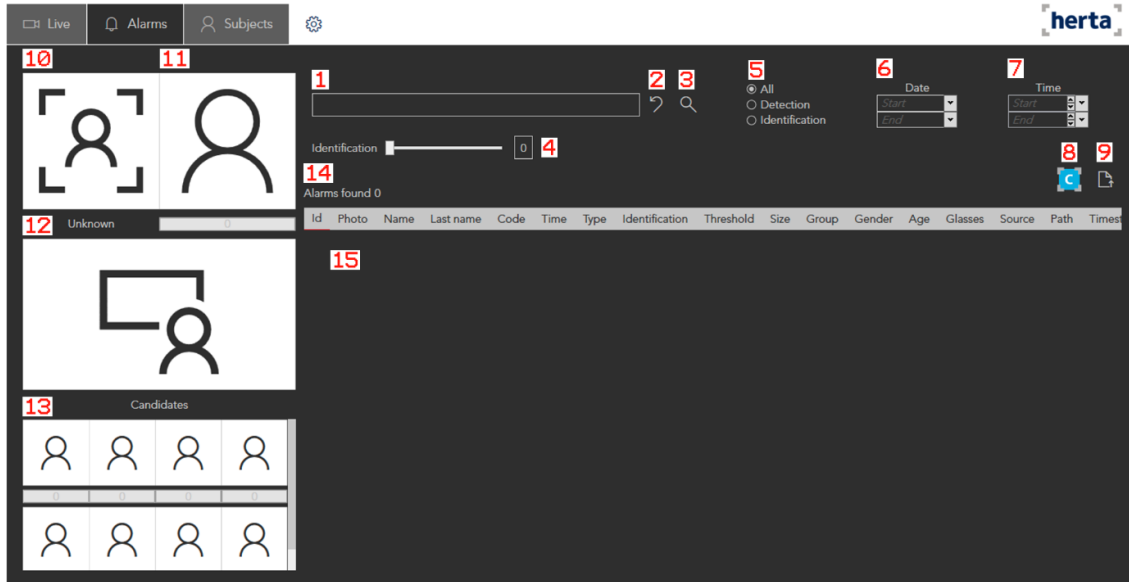 Live Alarms Subjects herta
10 11
1 2 3 5 6 7
All Date Time
Detection Start Start
Identification End End
Identification 0 4
8 9
C
14
Alarms found 0
12 Unknown 0
Id Photo Name Last name Code Time Type Identification Threshold Size Group Gender Age Glasses Source Path Timest
15
13 Candidates
0 0 0 0